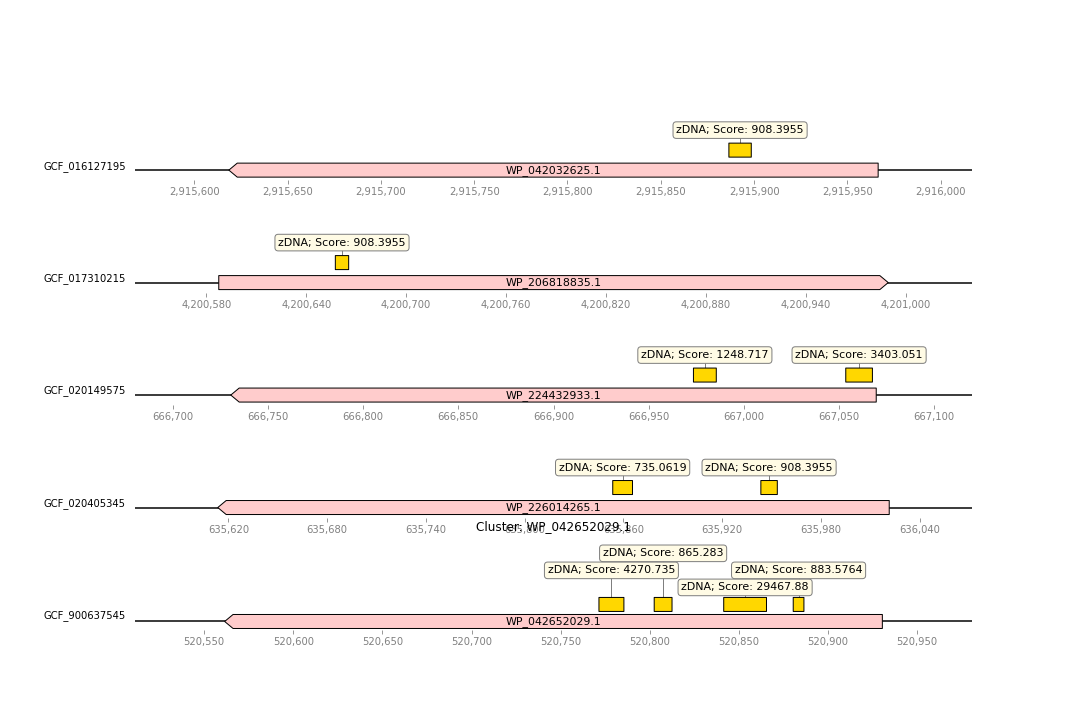 zDNA; Score: 908.3955
GCF_016127195
WP_042032625.1
2,915,600 2,915,650 2,915,700 2,915,750 2,915,800 2,915,850 2,915,900 2,915,950 2,916,000
zDNA; Score: 908.3955
GCF_017310215
WP_206818835.1
4,200,580 4,200,640 4,200,700 4,200,760 4,200,820 4,200,880 4,200,940 4,201,000
zDNA; Score: 1248.717 zDNA; Score: 3403.051
GCF_020149575
WP_224432933.1
666,700 666,750 666,800 666,850 666,900 666,950 667,000 667,050 667,100
zDNA; Score: 735.0619 zDNA; Score: 908.3955
GCF_020405345
WP_226014265.1
635,620 635,680 635,740 635,800 635,860 635,920 635,980 636,040
Cluster: WP_042652029.1
zDNA; Score: 865.283
zDNA; Score: 4270.735 zDNA; Score: 883.5764
zDNA; Score: 29467.88
GCF_900637545
WP_042652029.1
520,550 520,600 520,650 520,700 520,750 520,800 520,850 520,900 520,950